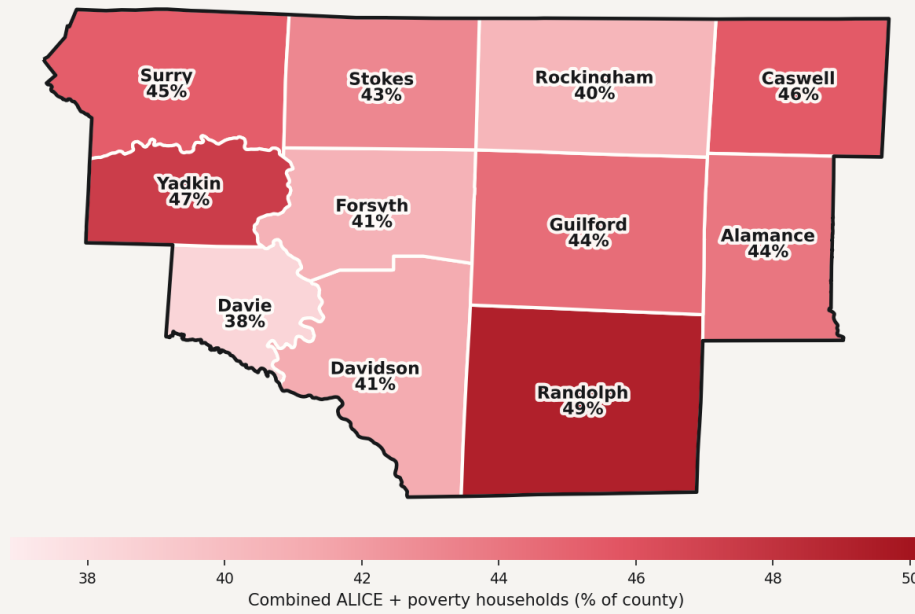 Surry
45%
Stokes
43%
Rockingham
40%
Caswell
46%
Yadkin
47%
Forsyth
41%
Guilford
44%
Alamance
44%
Davie
38%
Davidson
41%
Randolph
49%
38 40 42 44 46 48 50
Combined ALICE + poverty households (% of county)